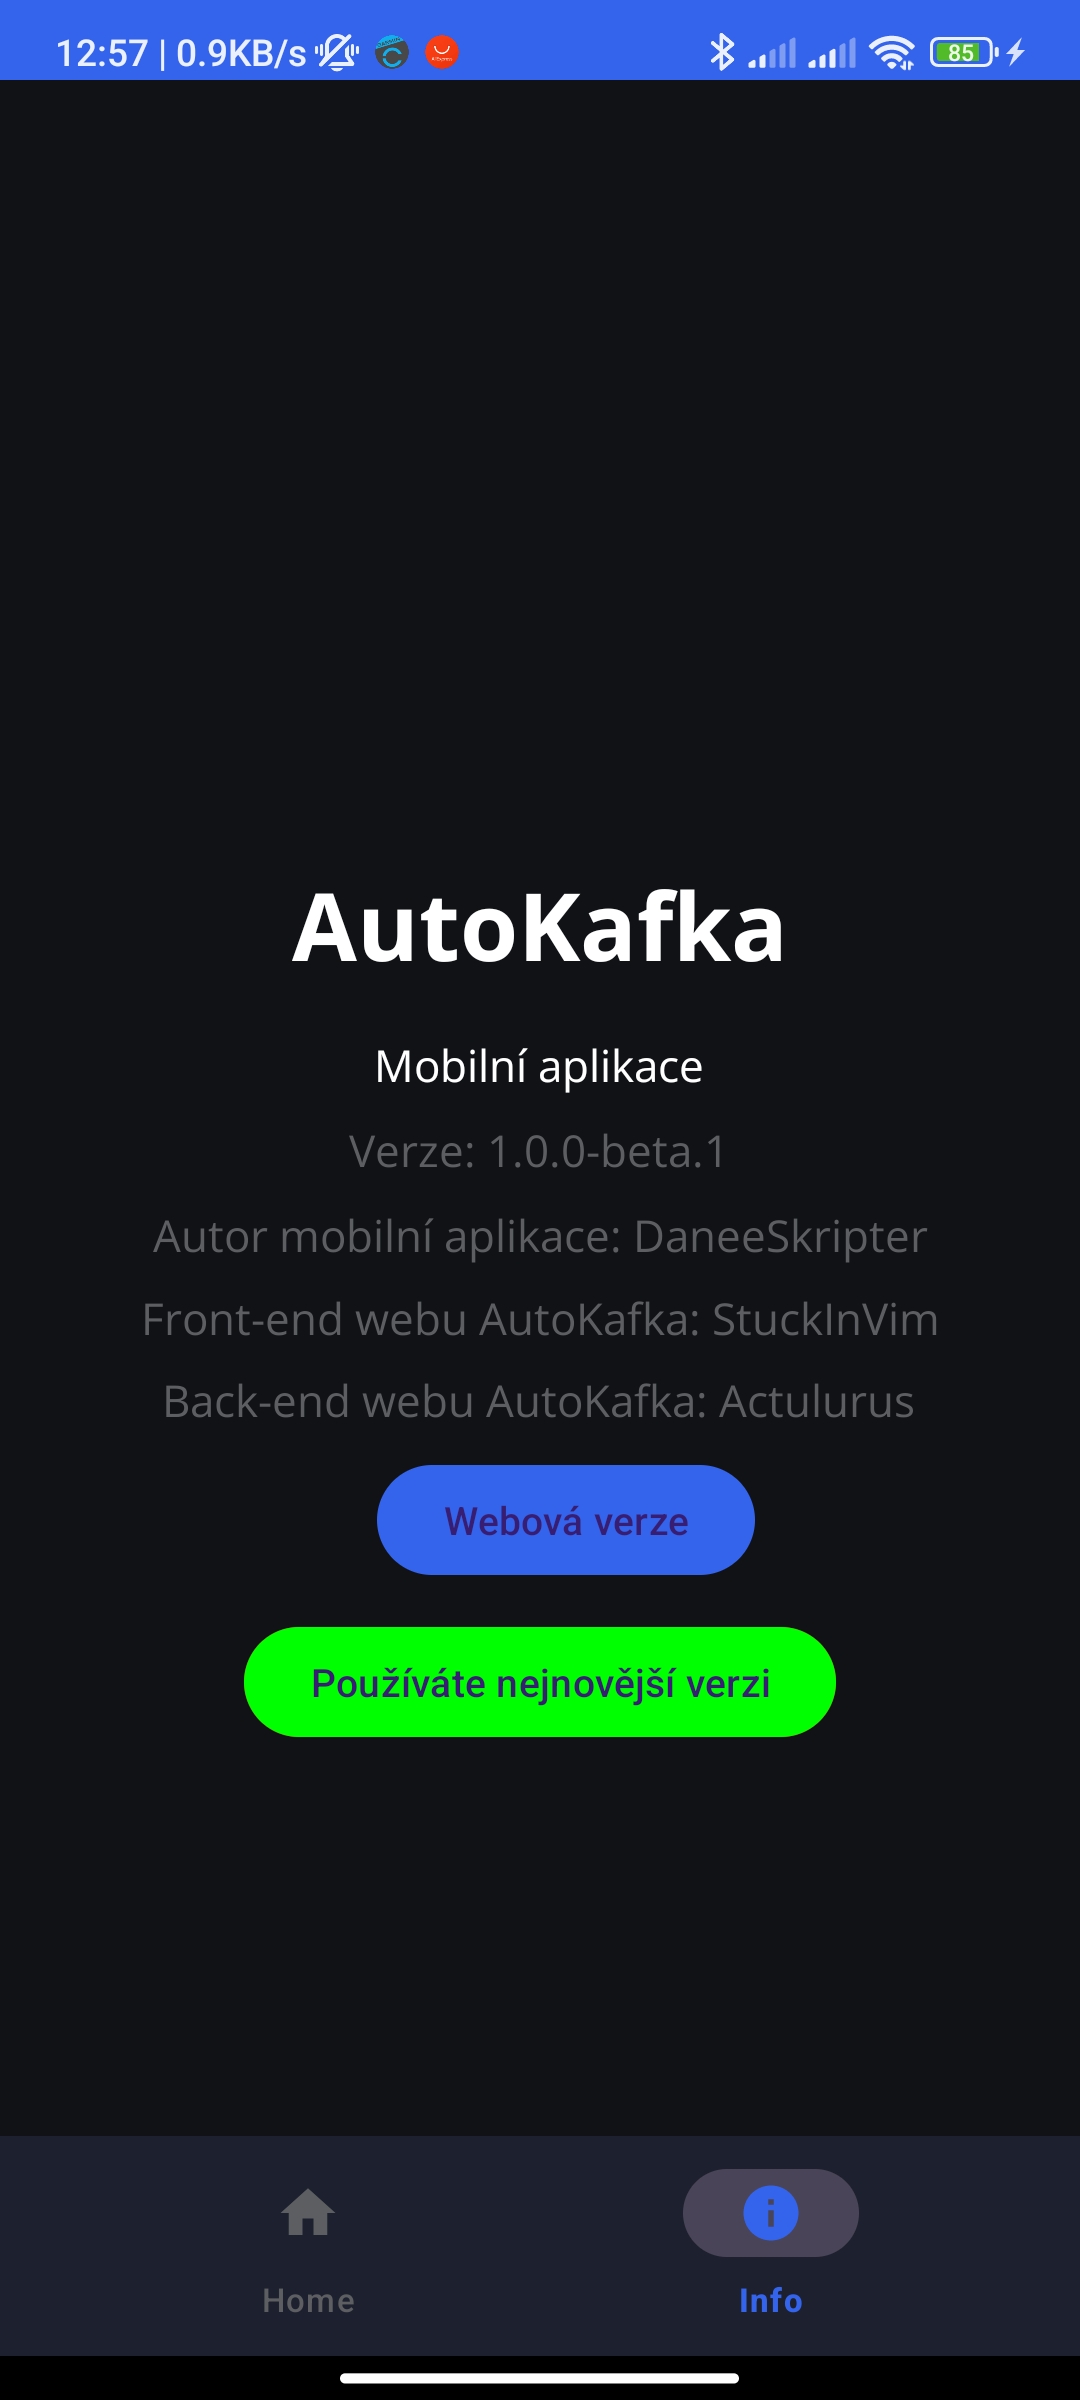 12:57 | 0.9KB/s
85
AutoKafka
Mobilní aplikace
Verze: 1.0.0-beta.1
Autor mobilní aplikace: DaneeSkripter
Front-end webu AutoKafka: StuckInVim
Back-end webu AutoKafka: Actulurus
Webová verze
Používáte nejnovější verzi
Home
Info